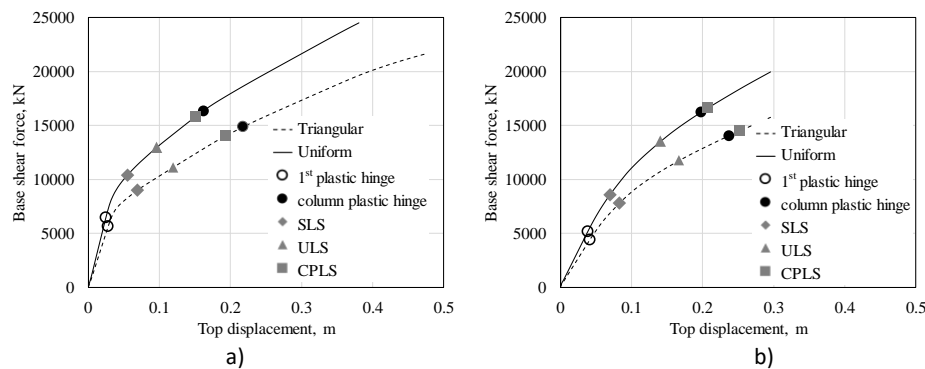 25000
20000
15000
10000
5000
0
Base shear force, kN
0 0.1 0.2 0.3 0.4 0.5
Top displacement, m
Triangular
Uniform
1st plastic hinge
column plastic hinge
SLS
ULS
CPLS
a)
25000
20000
15000
10000
5000
0
Base shear force, kN
0 0.1 0.2 0.3 0.4 0.5
Top displacement, m
Triangular
Uniform
1st plastic hinge
column plastic hinge
SLS
ULS
CPLS
b)